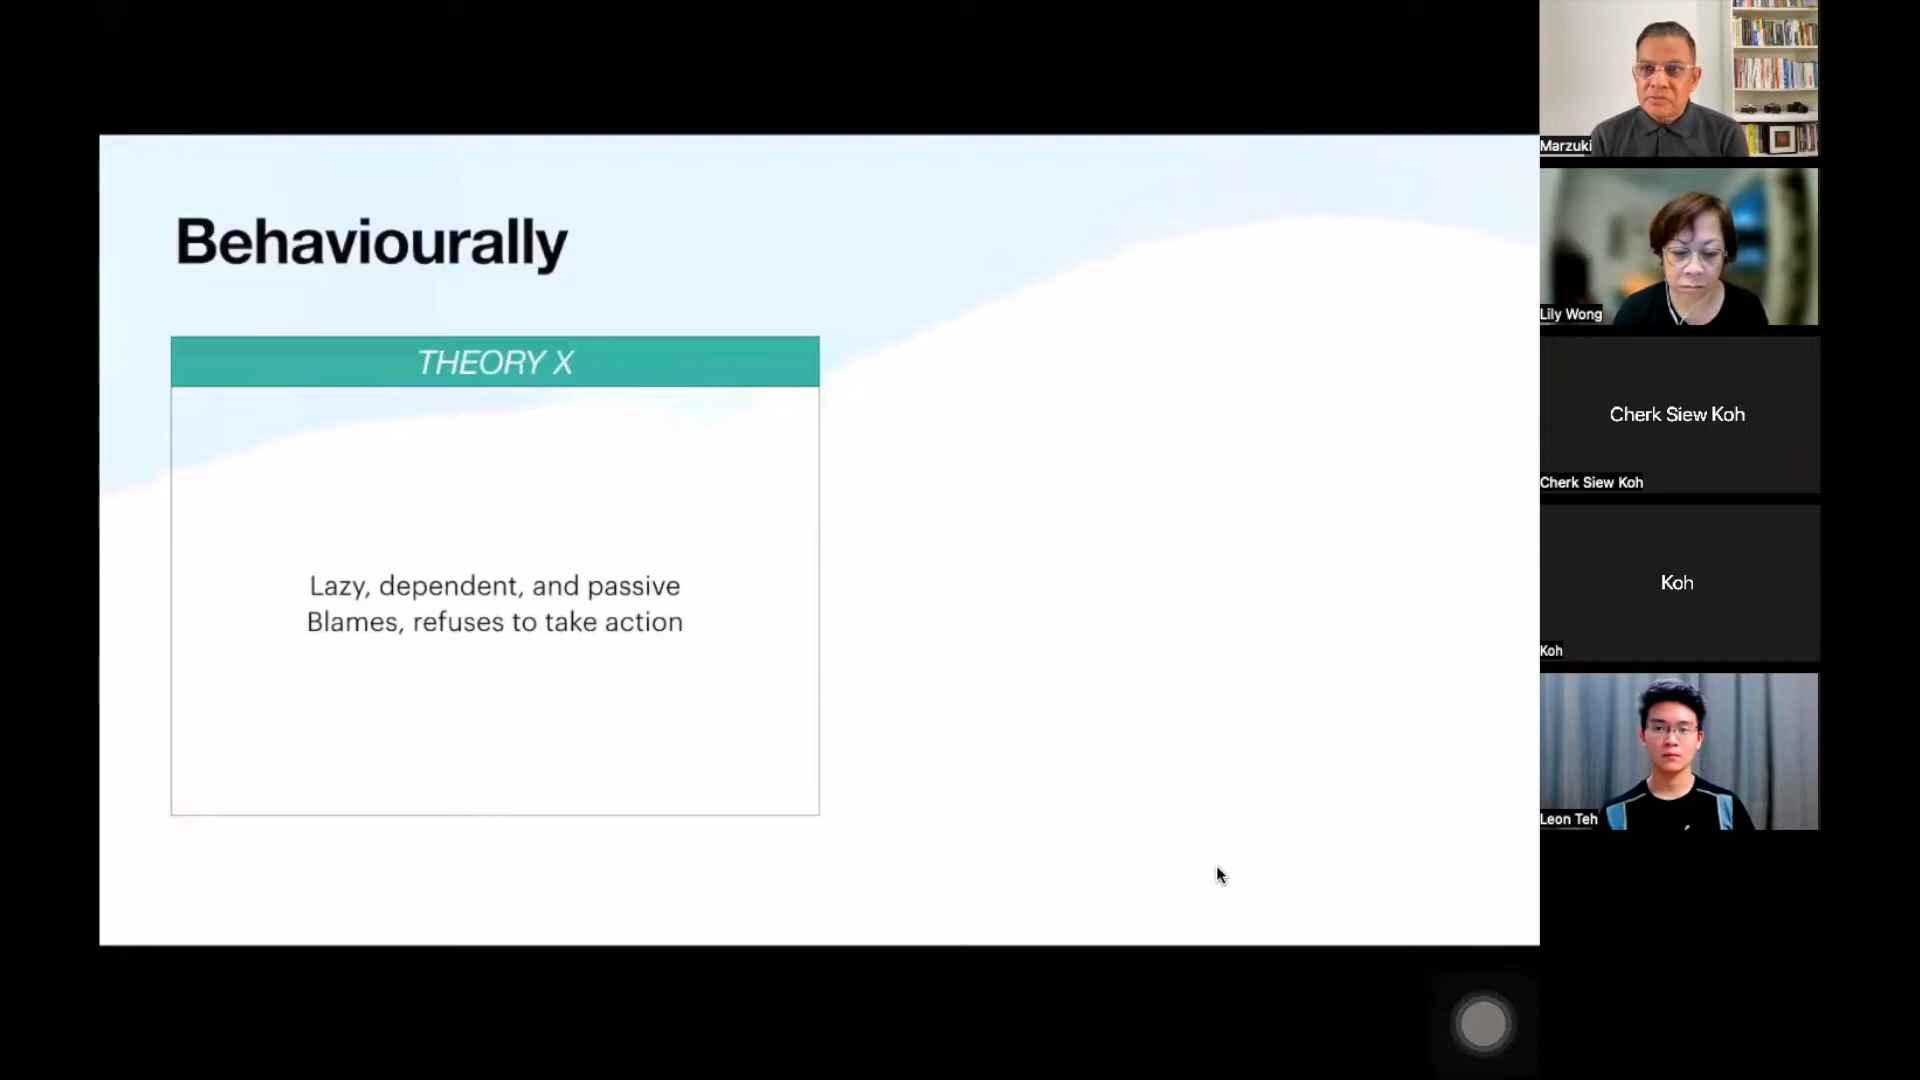 Behaviourally
THEORY X
Lazy, dependent, and passive
Blames, refuses to take action
Marzuki
Lily Wong
Cherk Siew Koh
Cherk Siew Koh
Koh
Koh
Leon Teh